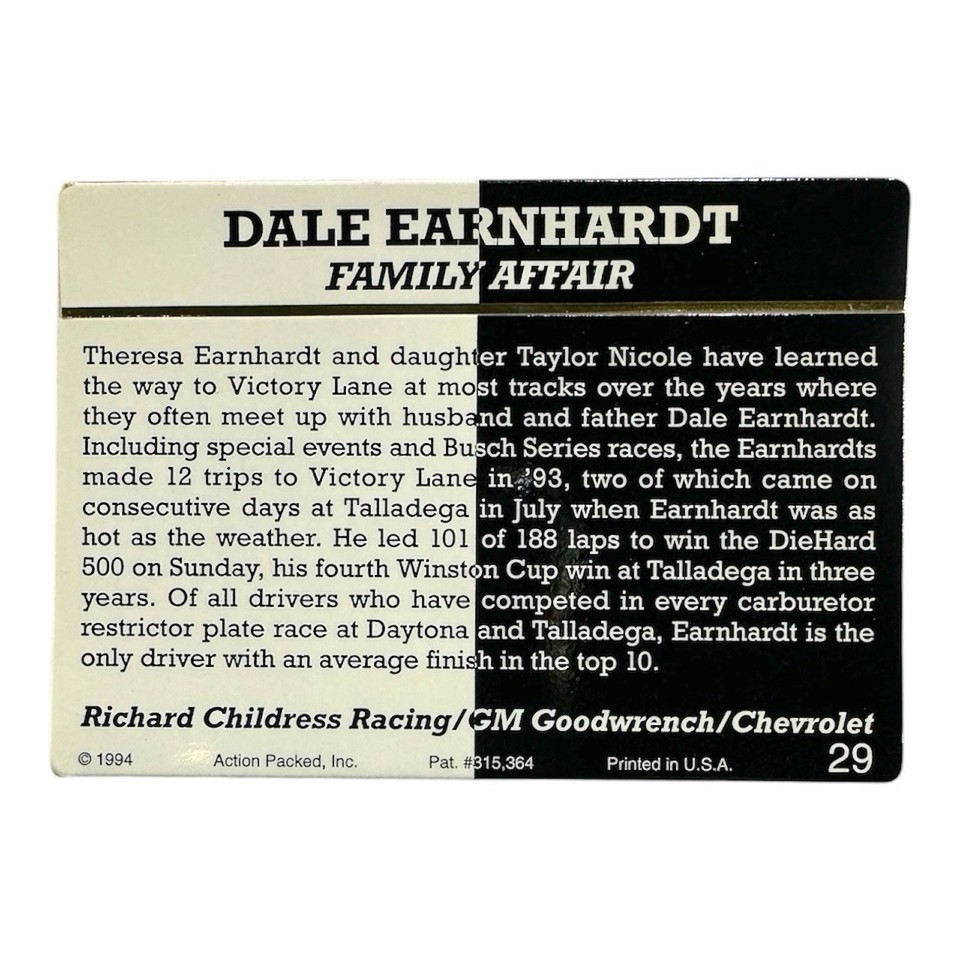 DALE EARNHARDT
FAMILY AFFAIR
Theresa Earnhardt and daughter Taylor Nicole have learned
the way to Victory Lane at most tracks over the years where
they often meet up with husband and father Dale Earnhardt.
Including special events and Busch Series races, the Earnhardts
made 12 trips to Victory Lane in '93, two of which came on
consecutive days at Talladega in July when Earnhardt was as
hot as the weather. He led 101 of 188 laps to win the DieHard
500 on Sunday, his fourth Winston Cup win at Talladega in three
years. Of all drivers who have competed in every carburetor
restrictor plate race at Daytona and Talladega, Earnhardt is the
only driver with an average finish in the top 10.
Richard Childress Racing/GM Goodwrench/Chevrolet
© 1994 Action Packed, Inc. Pat. #315,364 Printed in U.S.A. 29